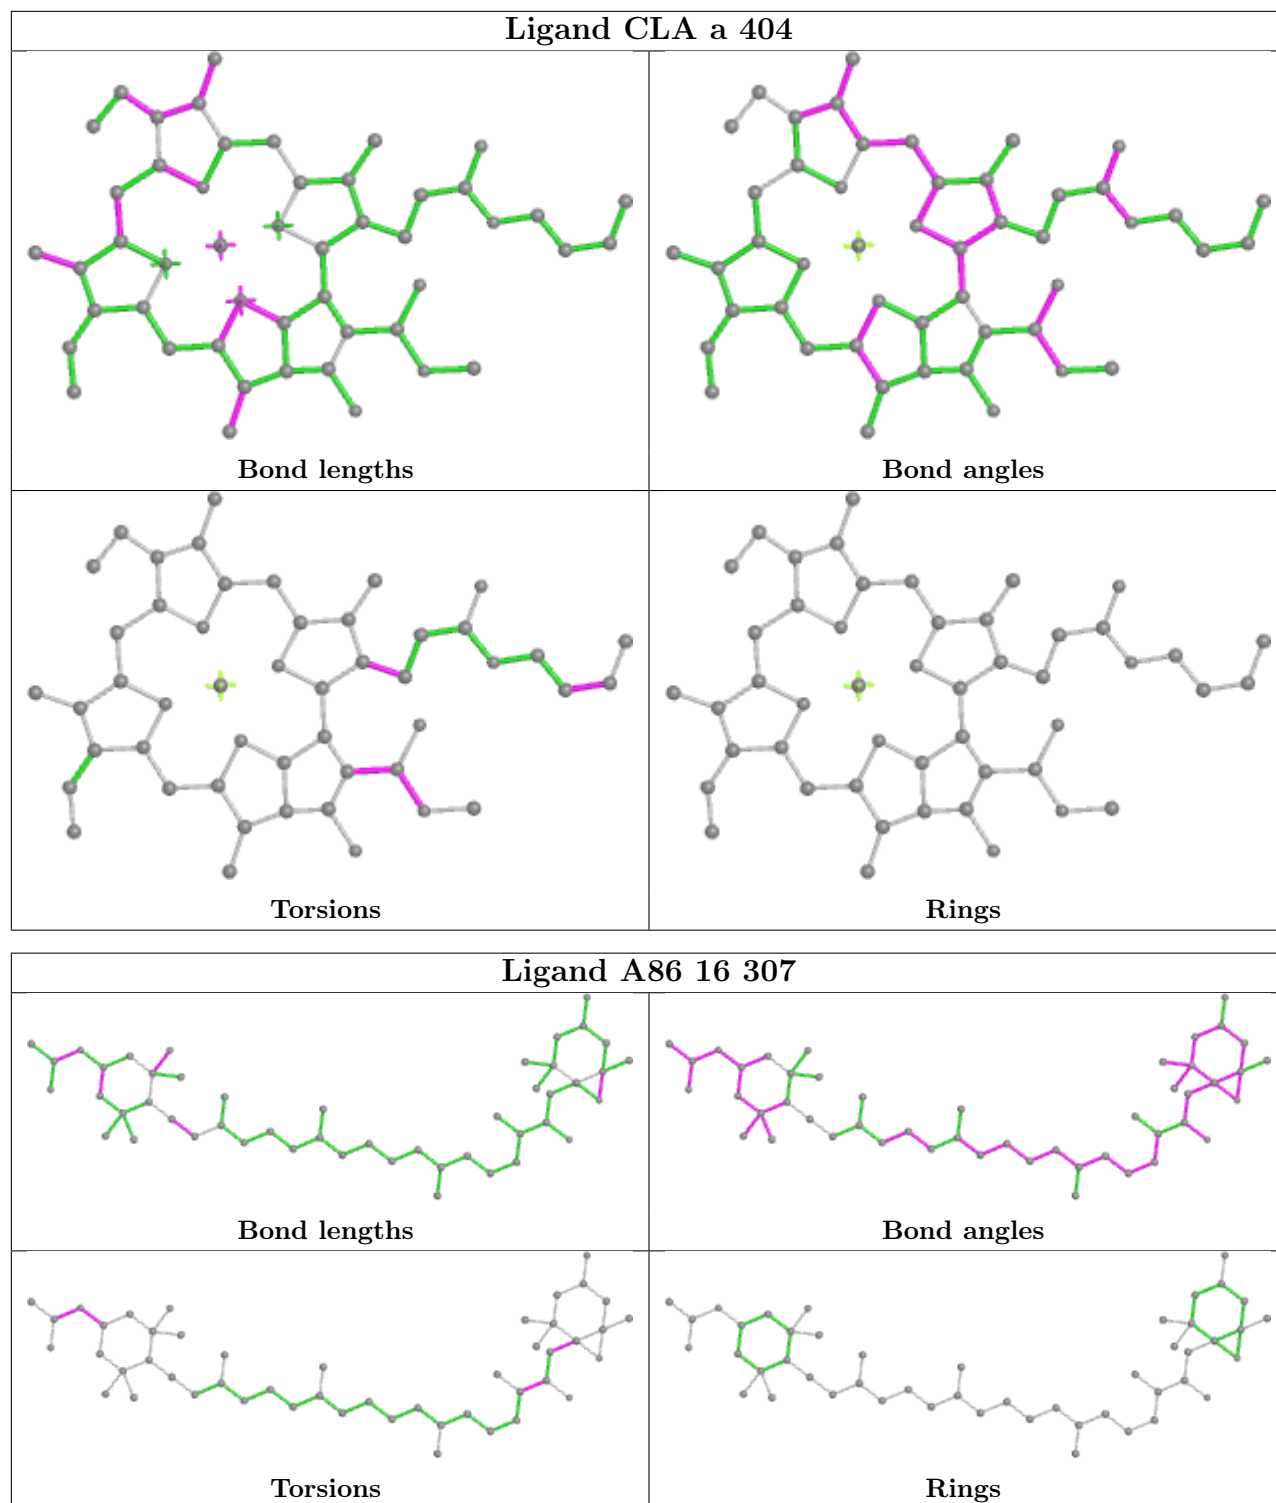 Ligand CLA a 404
Bond lengths
Bond angles
Torsions
Rings
Ligand A86 16 307
Bond lengths
Bond angles
Torsions
Rings